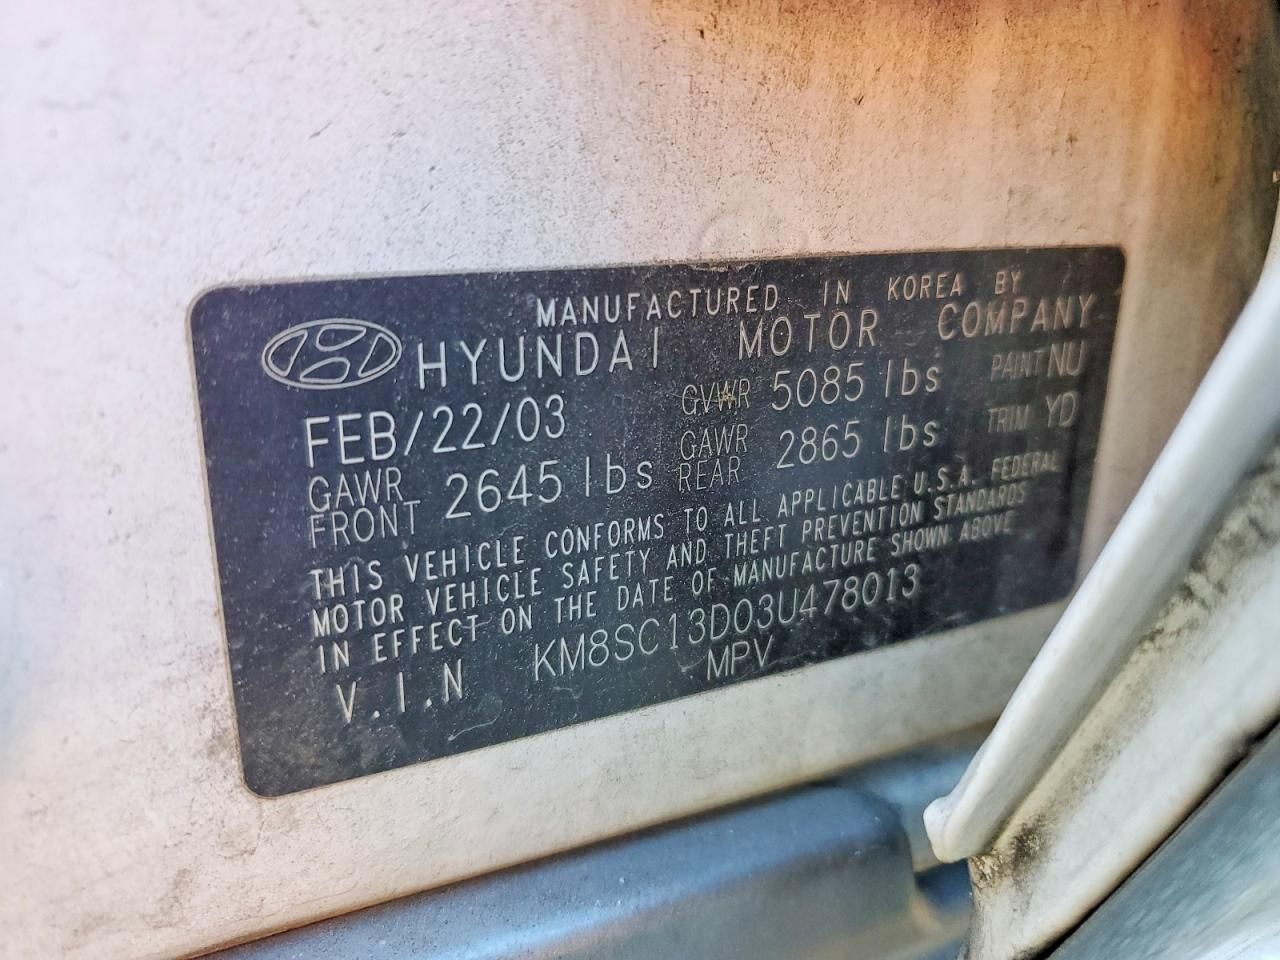 MANUFACTURED IN KOREA BY
HYUNDAI MOTOR COMPANY
FEB/22/03 GVWR 5085 lbs PAINT NU
GAWR FRONT 2645 lbs GAWR REAR 2865 lbs TRIM YD
THIS VEHICLE CONFORMS TO ALL APPLICABLE U.S.A. FEDERAL
MOTOR VEHICLE SAFETY AND THEFT PREVENTION STANDARDS
IN EFFECT ON THE DATE OF MANUFACTURE SHOWN ABOVE
V.I.N KM8SC13D03U478013
MPV